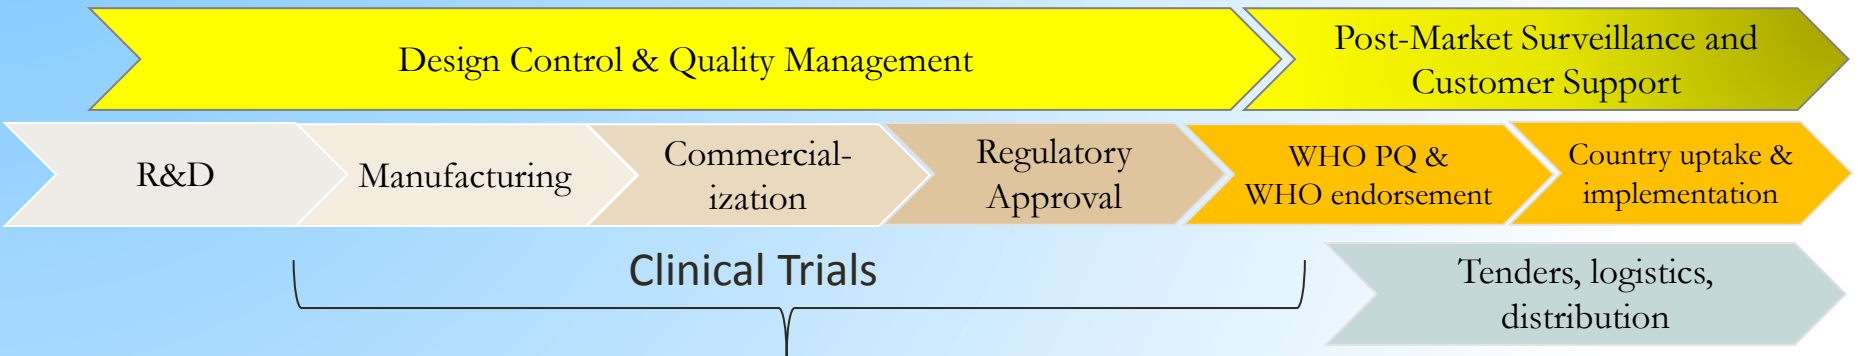 Design Control & Quality Management
Post-Market Surveillance and
Customer Support
R&D
Manufacturing
Commercial-
ization
Regulatory
Approval
WHO PQ &
WHO endorsement
Country uptake &
implementation
Clinical Trials
Tenders, logistics,
distribution